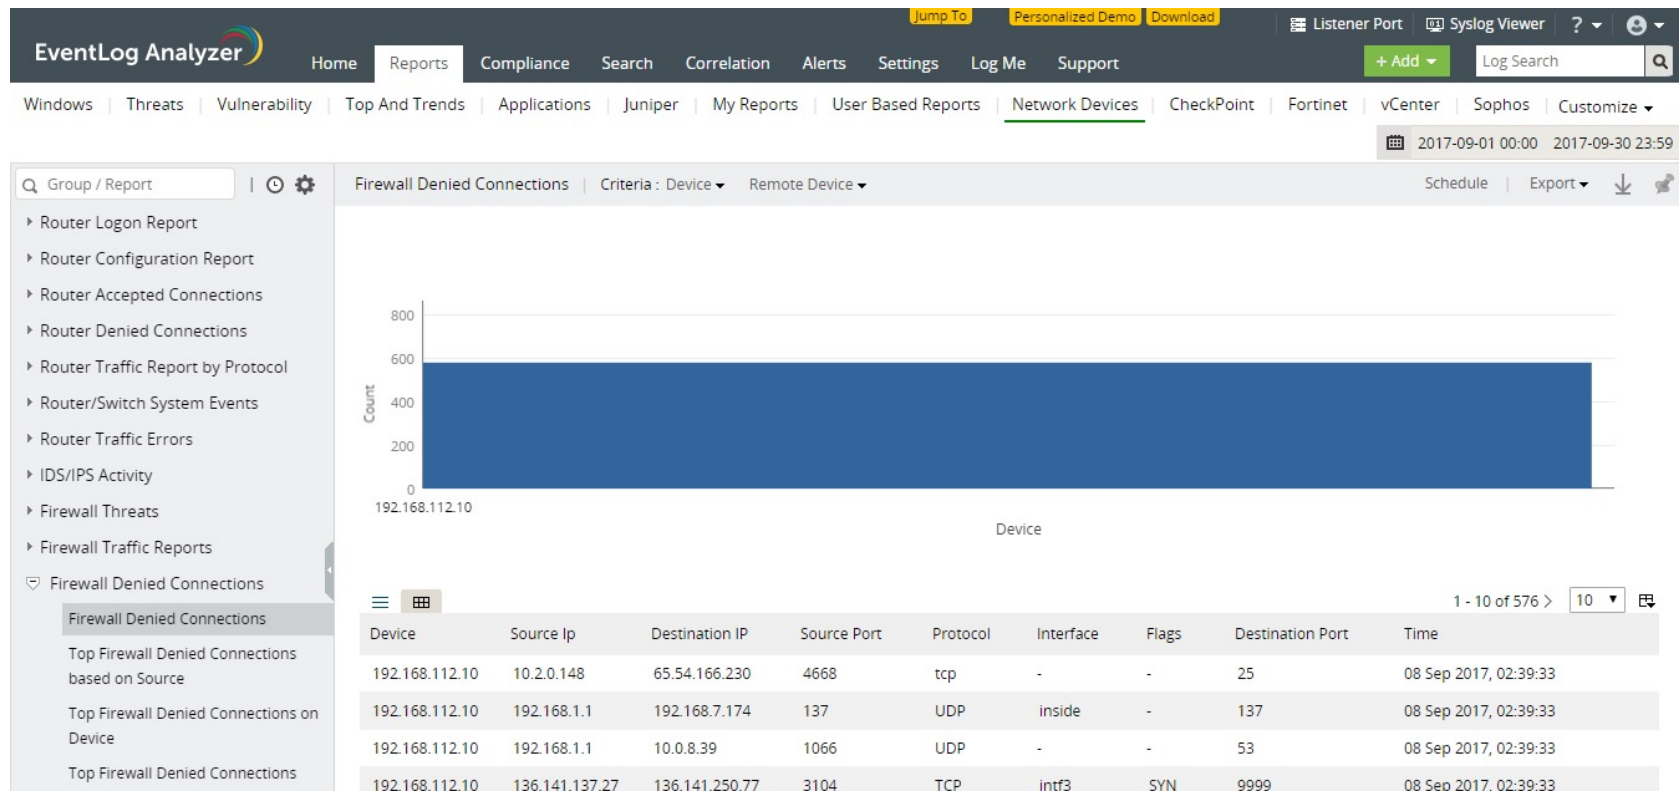 Jump To Personalized Demo Download
Listener Port Syslog Viewer ?
EventLog Analyzer
Home Reports Compliance Search Correlation Alerts Settings Log Me Support
+ Add Log Search
Windows Threats Vulnerability Top And Trends Applications Juniper My Reports User Based Reports Network Devices CheckPoint Fortinet vCenter Sophos Customize
2017-09-01 00:00 2017-09-30 23:59
Group / Report
Firewall Denied Connections Criteria : Device Remote Device Schedule Export
Router Logon Report
Router Configuration Report
Router Accepted Connections
Router Denied Connections
Router Traffic Report by Protocol
Router/Switch System Events
Router Traffic Errors
IDS/IPS Activity
Firewall Threats
Firewall Traffic Reports
Firewall Denied Connections
Firewall Denied Connections
Top Firewall Denied Connections
based on Source
Top Firewall Denied Connections on
Device
Top Firewall Denied Connections
800
600
400
200
0
Count
192.168.112.10
Device
1 - 10 of 576 > 10
Device Source Ip Destination IP Source Port Protocol Interface Flags Destination Port Time
192.168.112.10 10.2.0.148 65.54.166.230 4668 tcp - - 25 08 Sep 2017, 02:39:33
192.168.112.10 192.168.1.1 192.168.7.174 137 UDP inside - 137 08 Sep 2017, 02:39:33
192.168.112.10 192.168.1.1 10.0.8.39 1066 UDP - - 53 08 Sep 2017, 02:39:33
192.168.112.10 136.141.137.27 136.141.250.77 3104 TCP intf3 SYN 9999 08 Sep 2017, 02:39:33